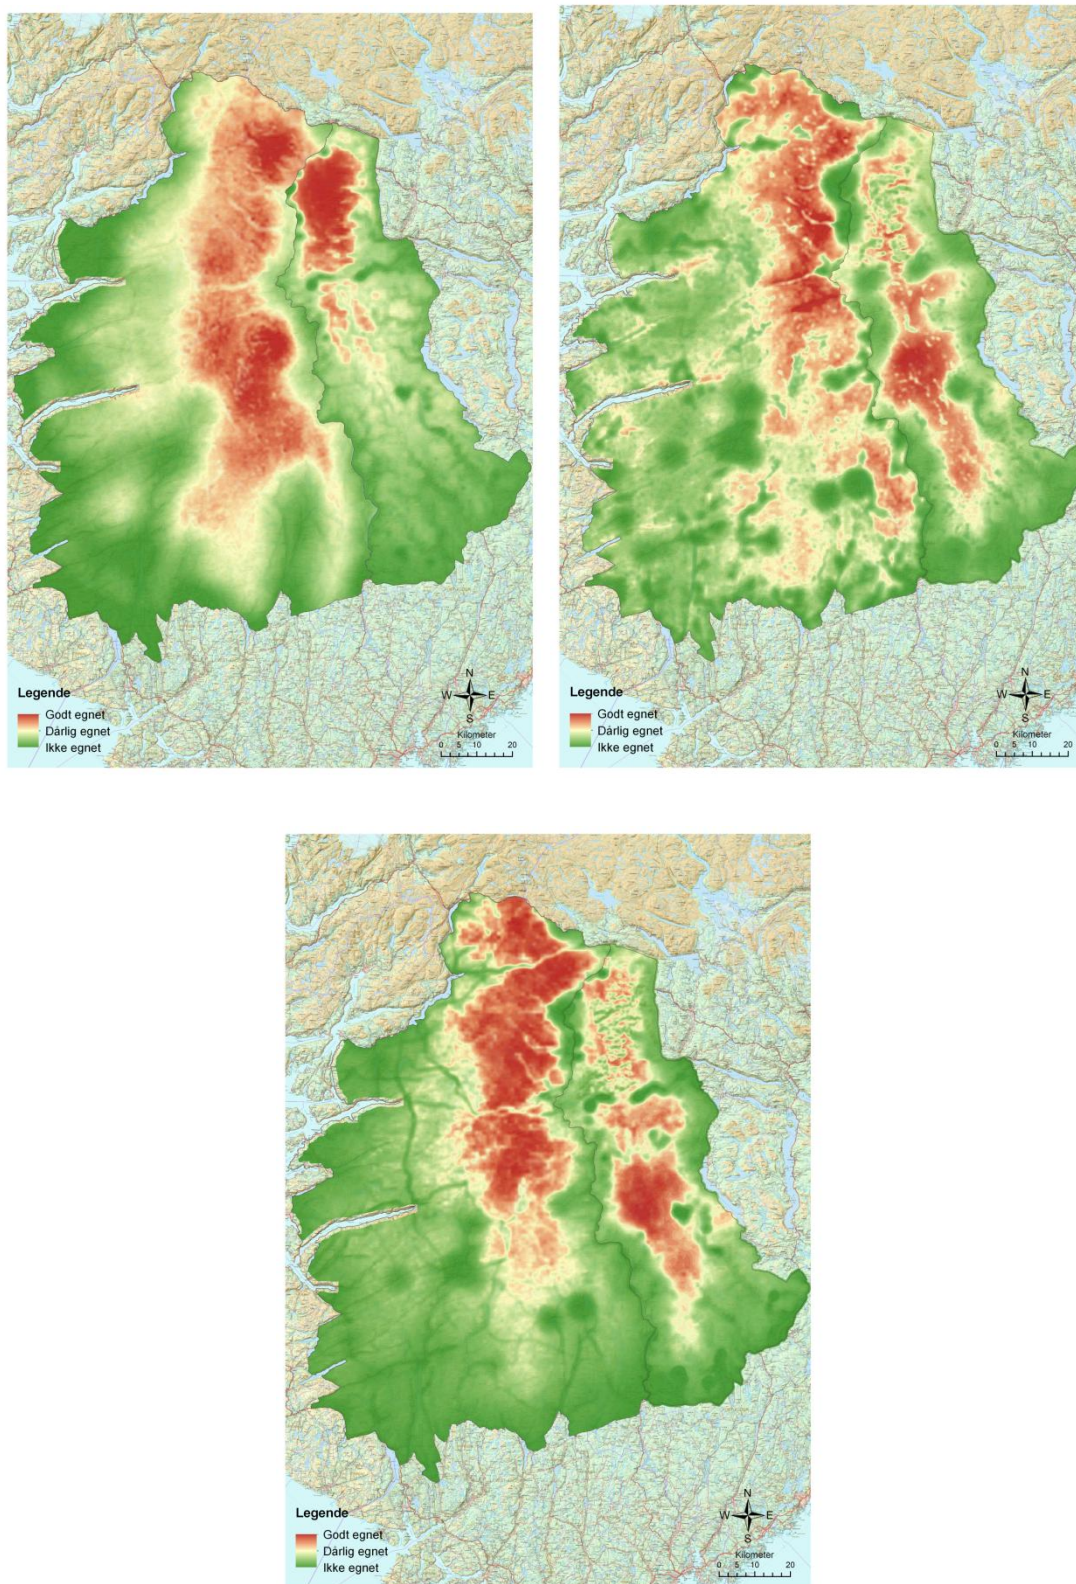 Legende
Godt egnet
Dårlig egnet
Ikke egnet
N
W E
S
Kilometer
0 5 10 20
Legende
Godt egnet
Dårlig egnet
Ikke egnet
N
W E
S
Kilometer
0 5 10 20
Legende
Godt egnet
Dårlig egnet
Ikke egnet
N
W E
S
Kilometer
0 5 10 20